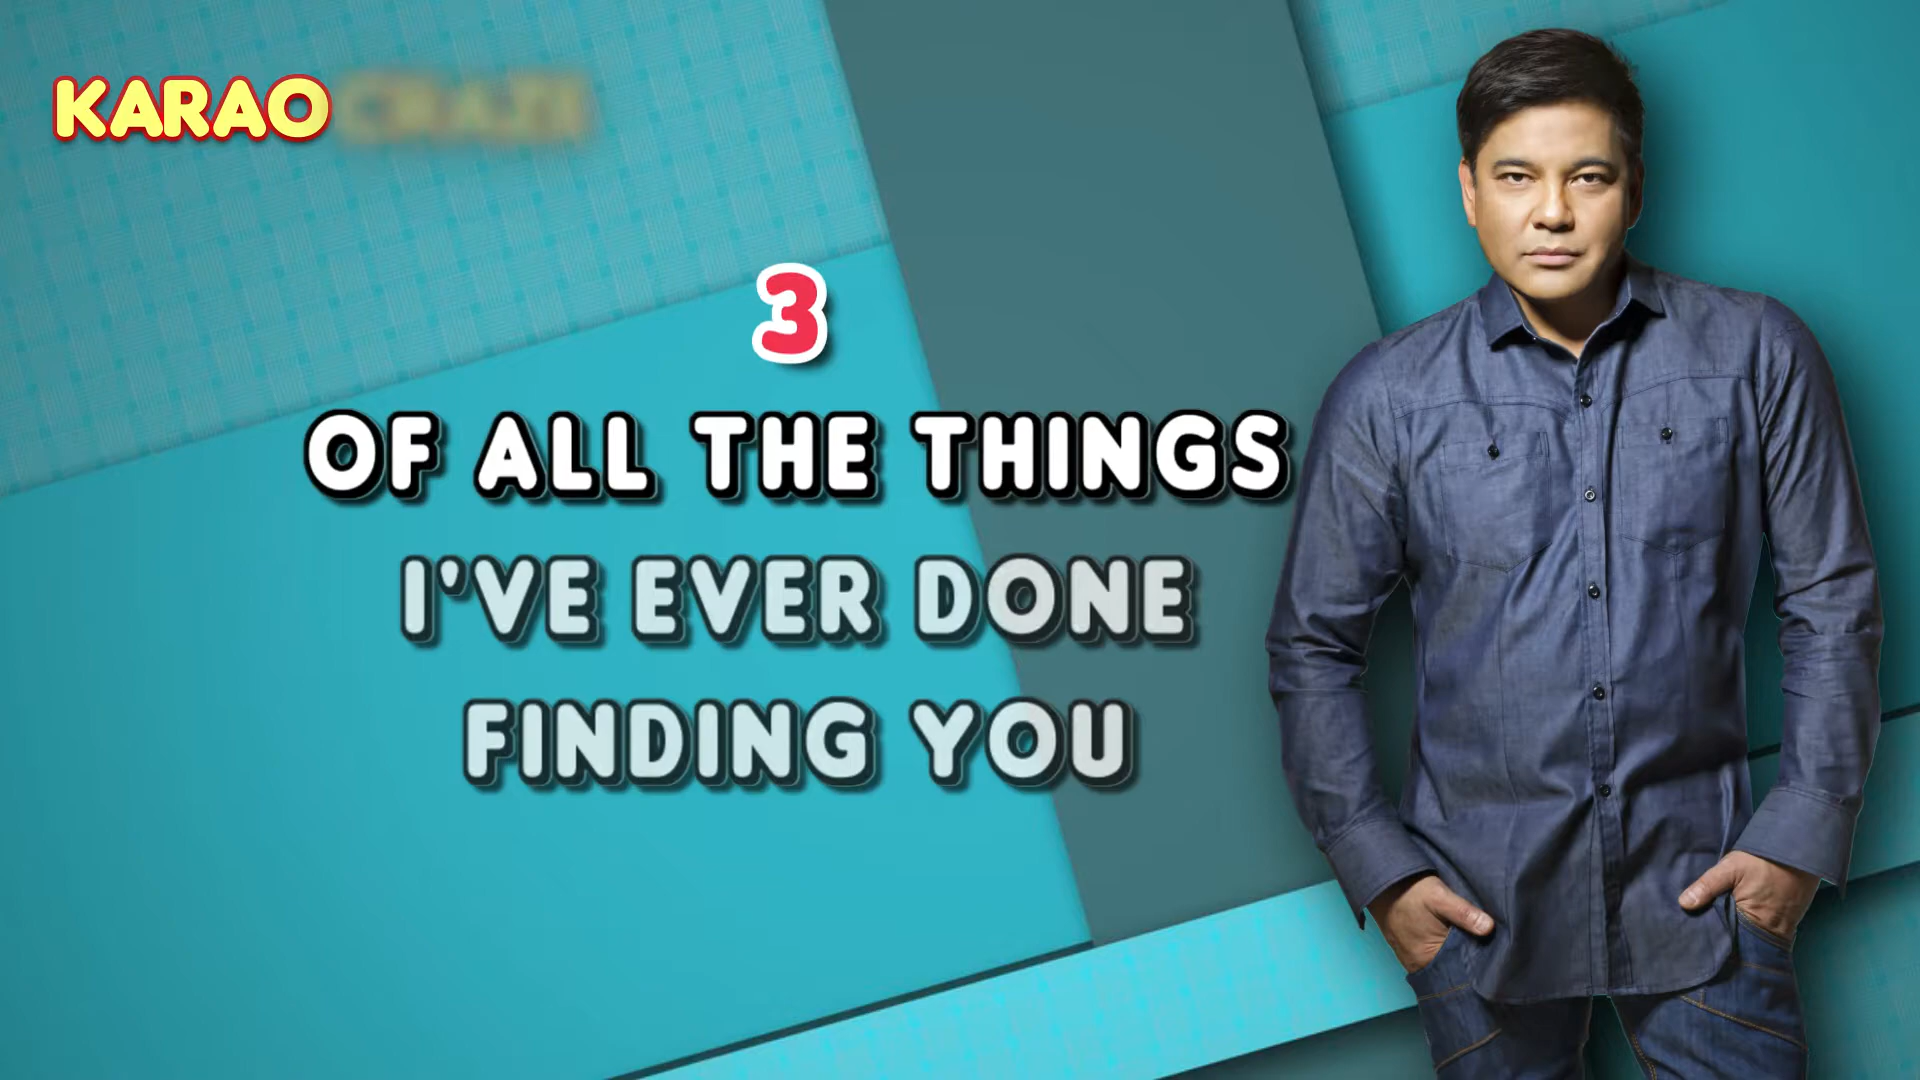 KARAO
3
OF ALL THE THINGS
I'VE EVER DONE
FINDING YOU